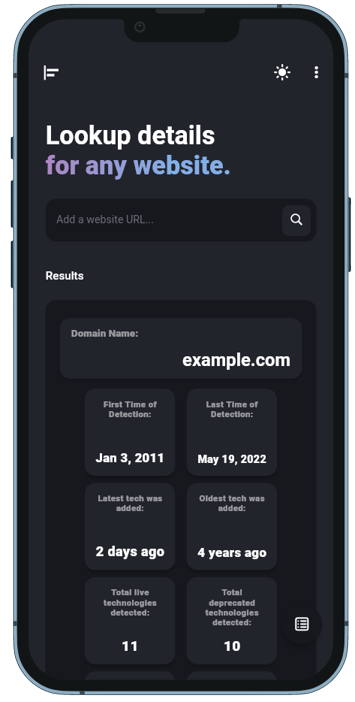 Lookup details
for any website.
Add a website URL...
Results
Domain Name:
example.com
First Time of
Detection:
Jan 3, 2011
Last Time of
Detection:
May 19, 2022
Latest tech was
added:
2 days ago
Oldest tech was
added:
4 years ago
Total live
technologies
detected:
11
Total
deprecated
technologies
detected:
10